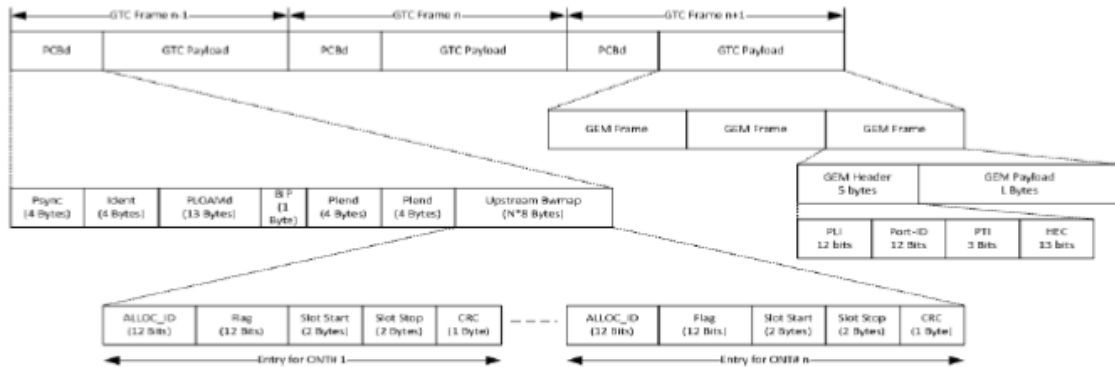 GTC Frame n-1 GTC Frame n GTC Frame n+1
PCBd GTC Payload PCBd GTC Payload PCBd GTC Payload
GEM Frame GEM Frame GEM Frame
GEM Header
5 bytes
GEM Payload
L Bytes
Psync
(4 Bytes)
Ident
(4 Bytes)
PLOAMd
(13 Bytes)
BIP
(1
Byte)
Plend
(4 Bytes)
Plend
(4 Bytes)
Upstream Bwmap
(N*8 Bytes)
PLI
12 bits
Port-ID
12 Bits
PTI
3 Bits
HEC
13 bits
ALLOC_ID
(12 Bits)
Flag
(12 Bits)
Slot Start
(2 Bytes)
Slot Stop
(2 Bytes)
CRC
(1 Byte)
ALLOC_ID
(12 Bits)
Flag
(12 Bits)
Slot Start
(2 Bytes)
Slot Stop
(2 Bytes)
CRC
(1 Byte)
Entry for ONT# 1
Entry for ONT# n